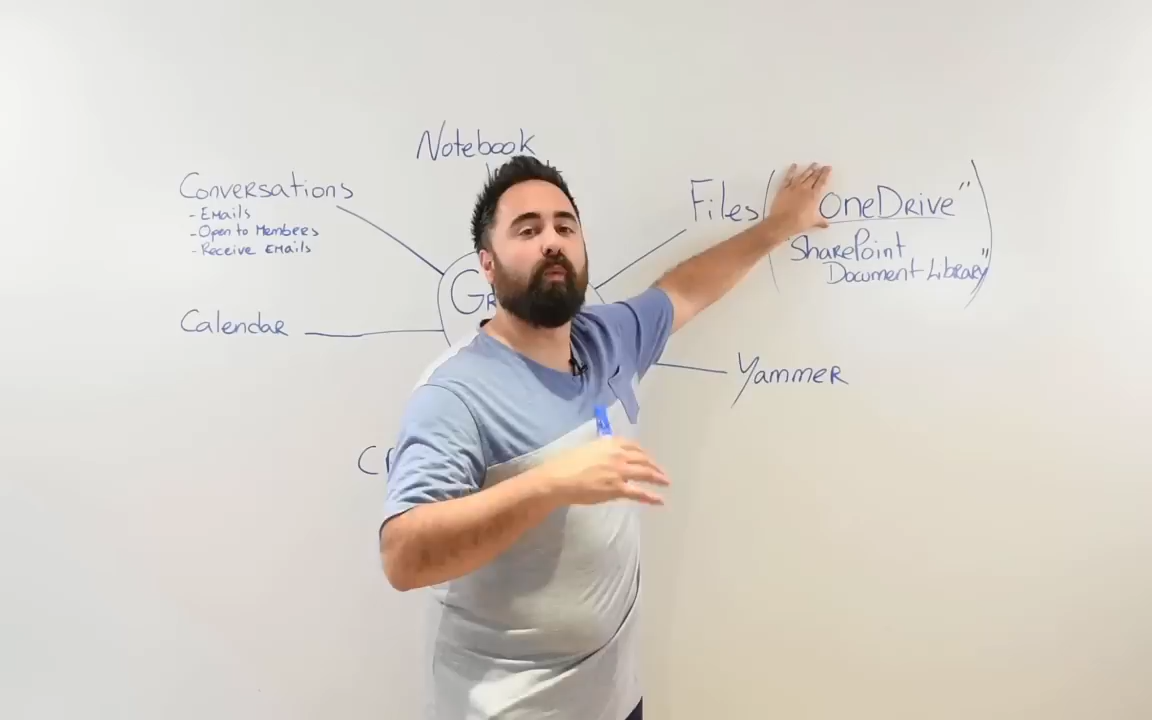 Notebook
Conversations
- Emails
- Open to Members
- Receive Emails
Files ( OneDrive"
"SharePoint
Document Library" )
Calendar
Yammer